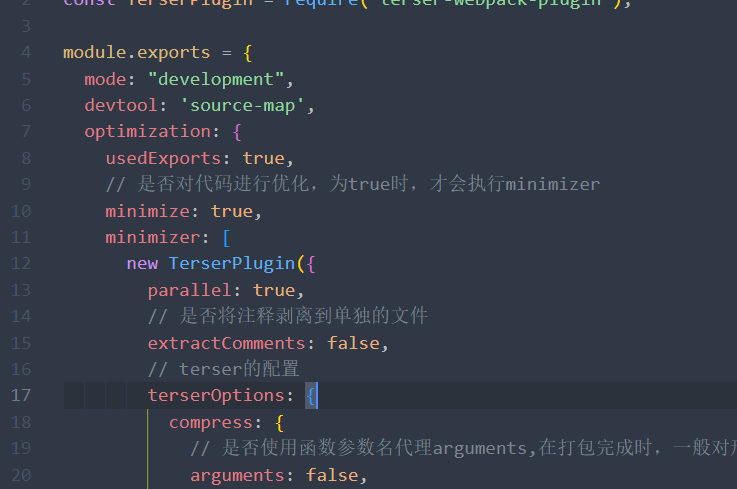 2 const TerserPlugin = require("terser-webpack-plugin");
3
4 module.exports = {
5 mode: "development",
6 devtool: 'source-map',
7 optimization: {
8 usedExports: true,
9 // 是否对代码进行优化，为true时，才会执行minimizer
10 minimize: true,
11 minimizer: [
12 new TerserPlugin({
13 parallel: true,
14 // 是否将注释剥离到单独的文件
15 extractComments: false,
16 // terser的配置
17 terserOptions: {
18 compress: {
19 // 是否使用函数参数名代理arguments,在打包完成时，一般对
20 arguments: false,